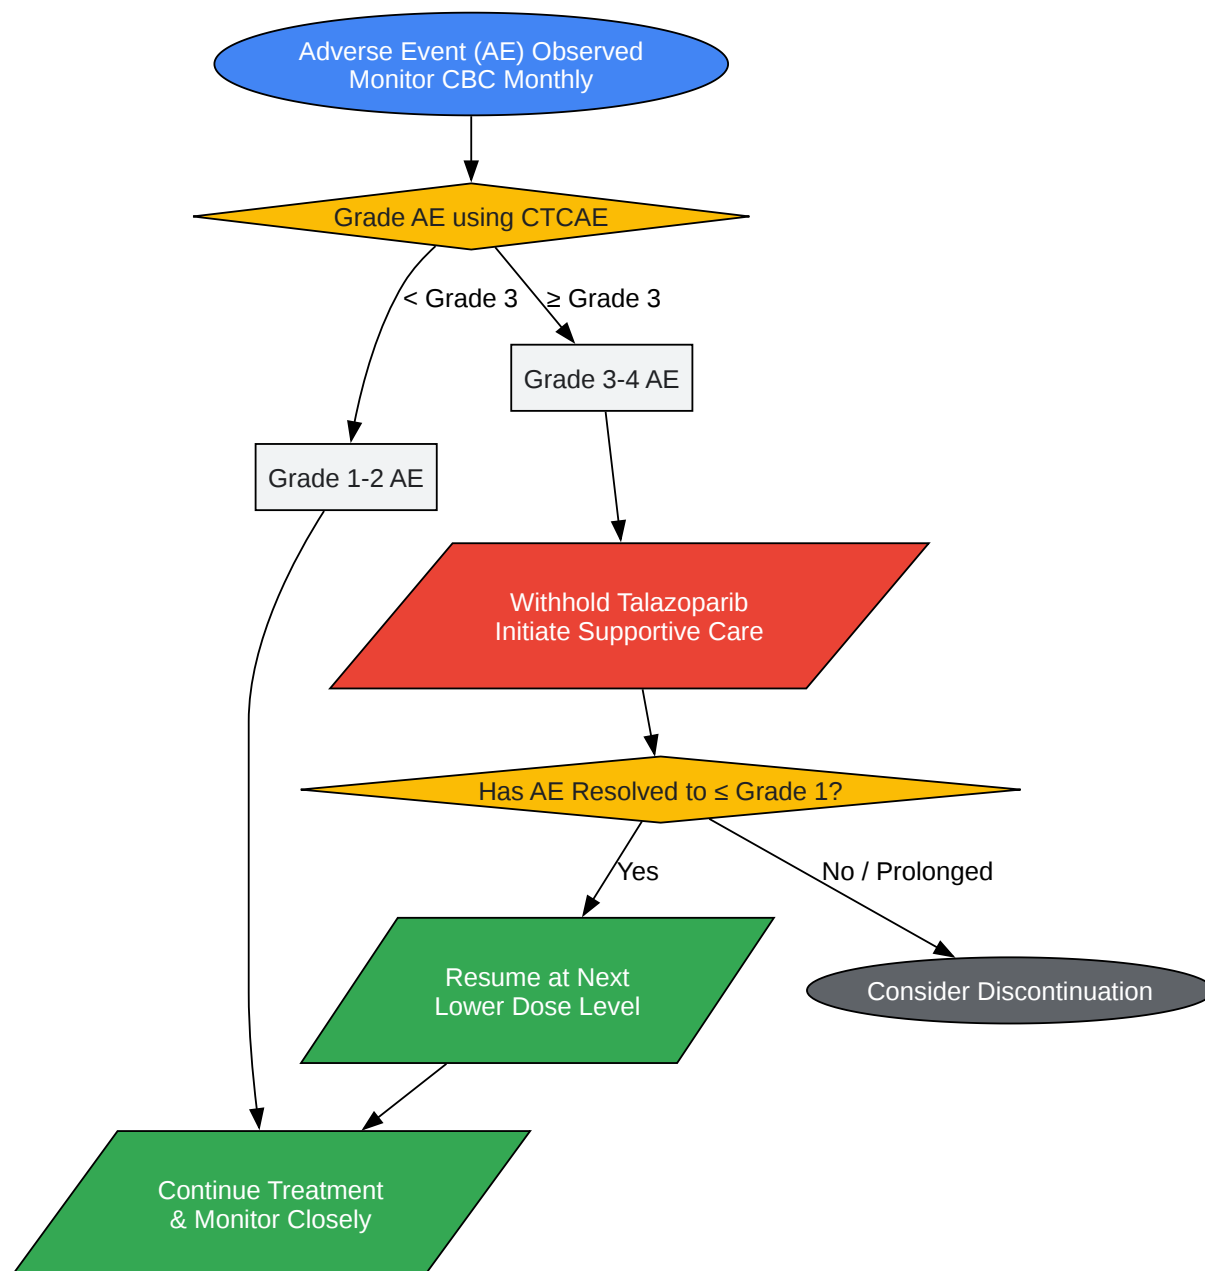 Adverse Event (AE) Observed
Monitor CBC Monthly
Grade AE using CTCAE
< Grade 3
≥ Grade 3
Grade 3-4 AE
Grade 1-2 AE
Withhold Talazoparib
Initiate Supportive Care
Has AE Resolved to ≤ Grade 1?
Yes
No / Prolonged
Resume at Next
Lower Dose Level
Consider Discontinuation
Continue Treatment
& Monitor Closely